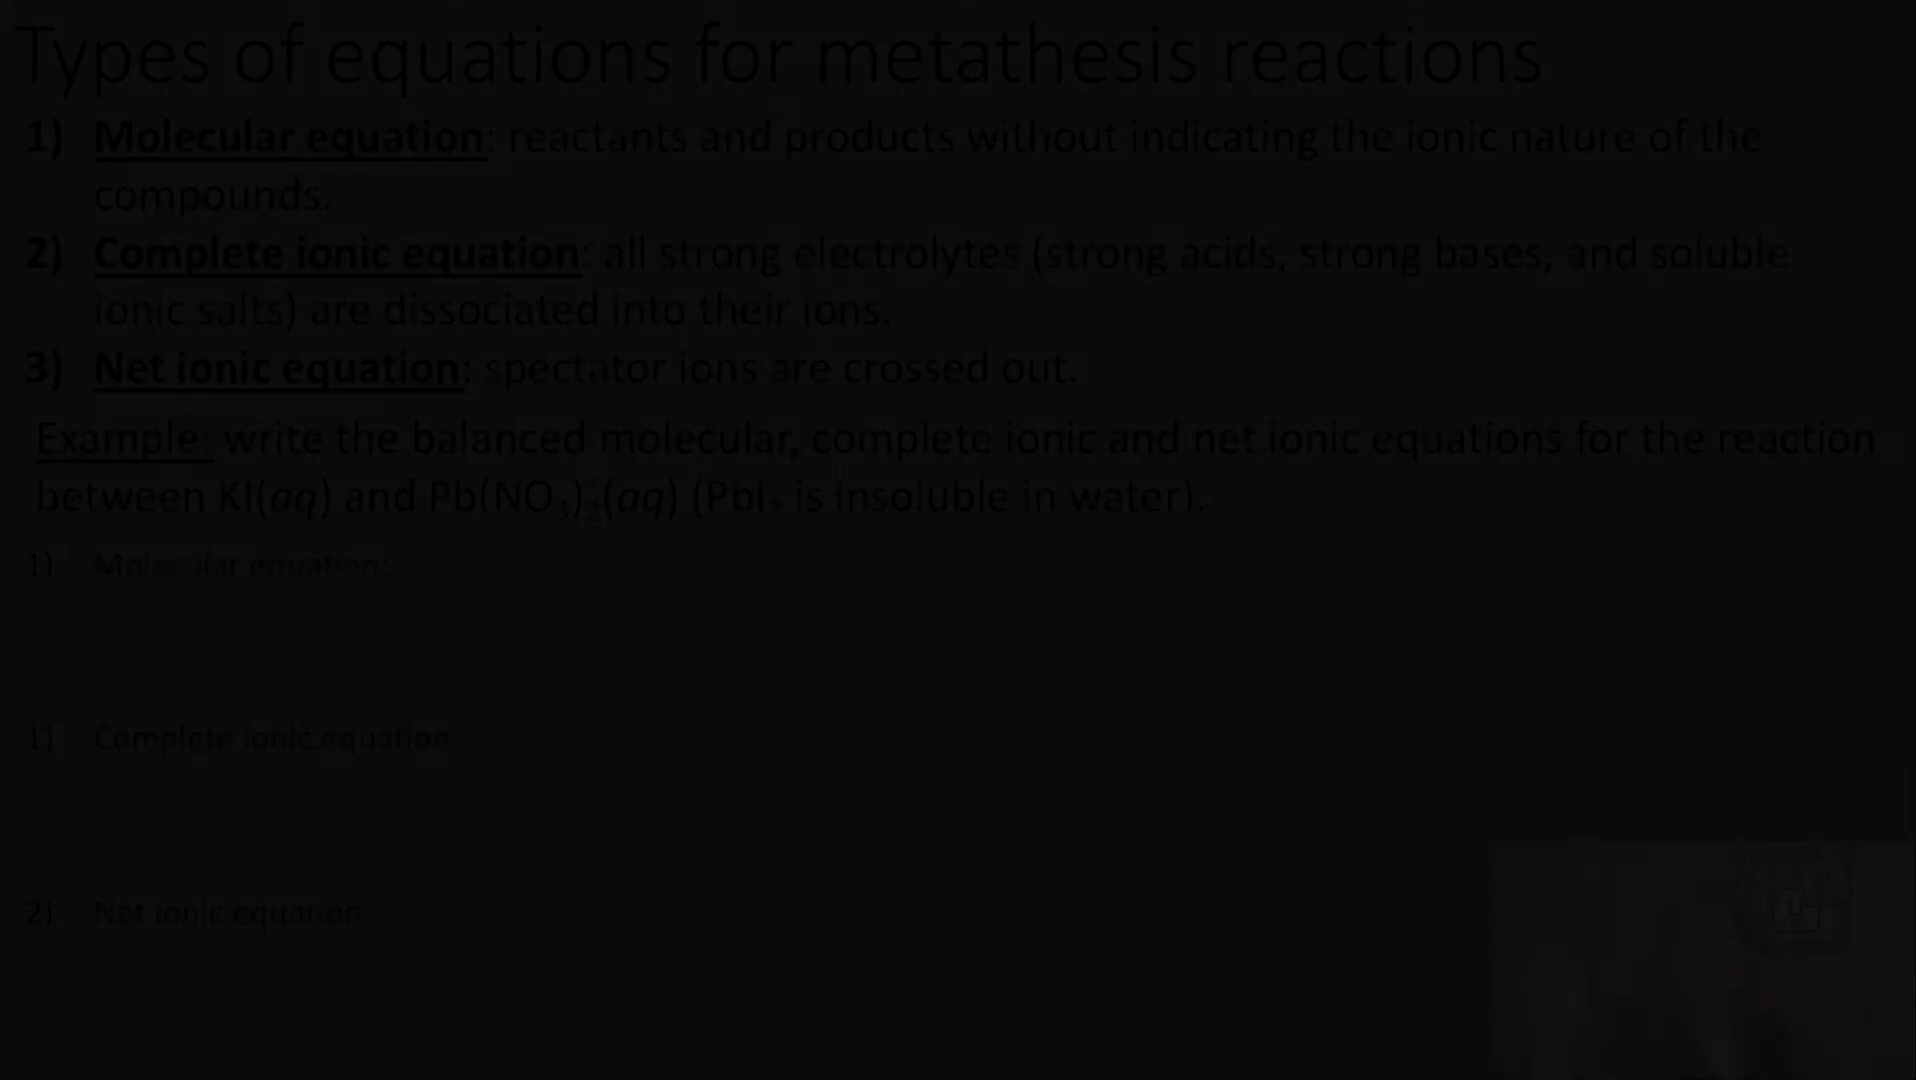 Types of equations for metathesis reactions
1) Molecular equation: reactants and products without indicating the ionic nature of the
compounds.
2) Complete ionic equation: all strong electrolytes (strong acids, strong bases, and soluble
ionic salts) are dissociated into their ions.
3) Net ionic equation: spectator ions are crossed out.
Example: write the balanced molecular, complete ionic and net ionic equations for the reaction
between KI(aq) and Pb(NO₃)₂(aq) (PbI₂ is insoluble in water).
1) Molecular equation:
1) Complete ionic equation
2) Net ionic equation: